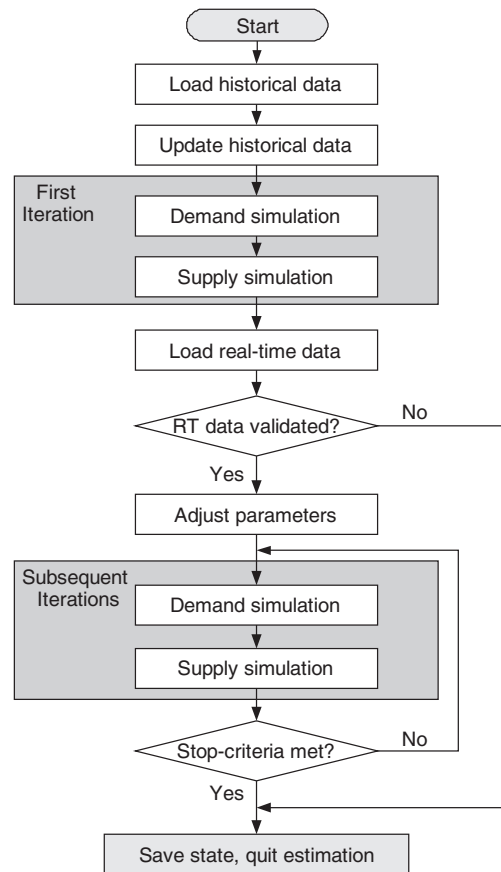 Start
Load historical data
Update historical data
First
Iteration
Demand simulation
Supply simulation
Load real-time data
RT data validated?
No
Yes
Adjust parameters
Subsequent
Iterations
Demand simulation
Supply simulation
Stop-criteria met?
No
Yes
Save state, quit estimation